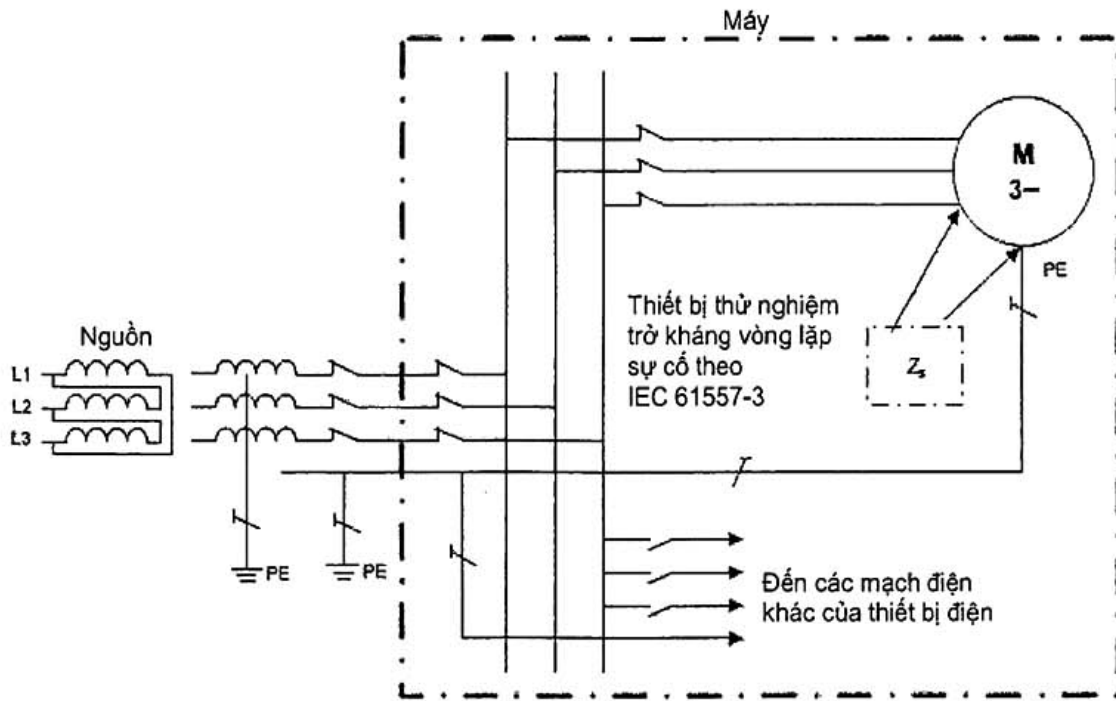 Máy
M
3~
PE
Thiết bị thử nghiệm
trở kháng vòng lặp
sự cố theo
IEC 61557-3
Zs
Nguồn
L1
L2
L3
PE
PE
Đến các mạch điện
khác của thiết bị điện